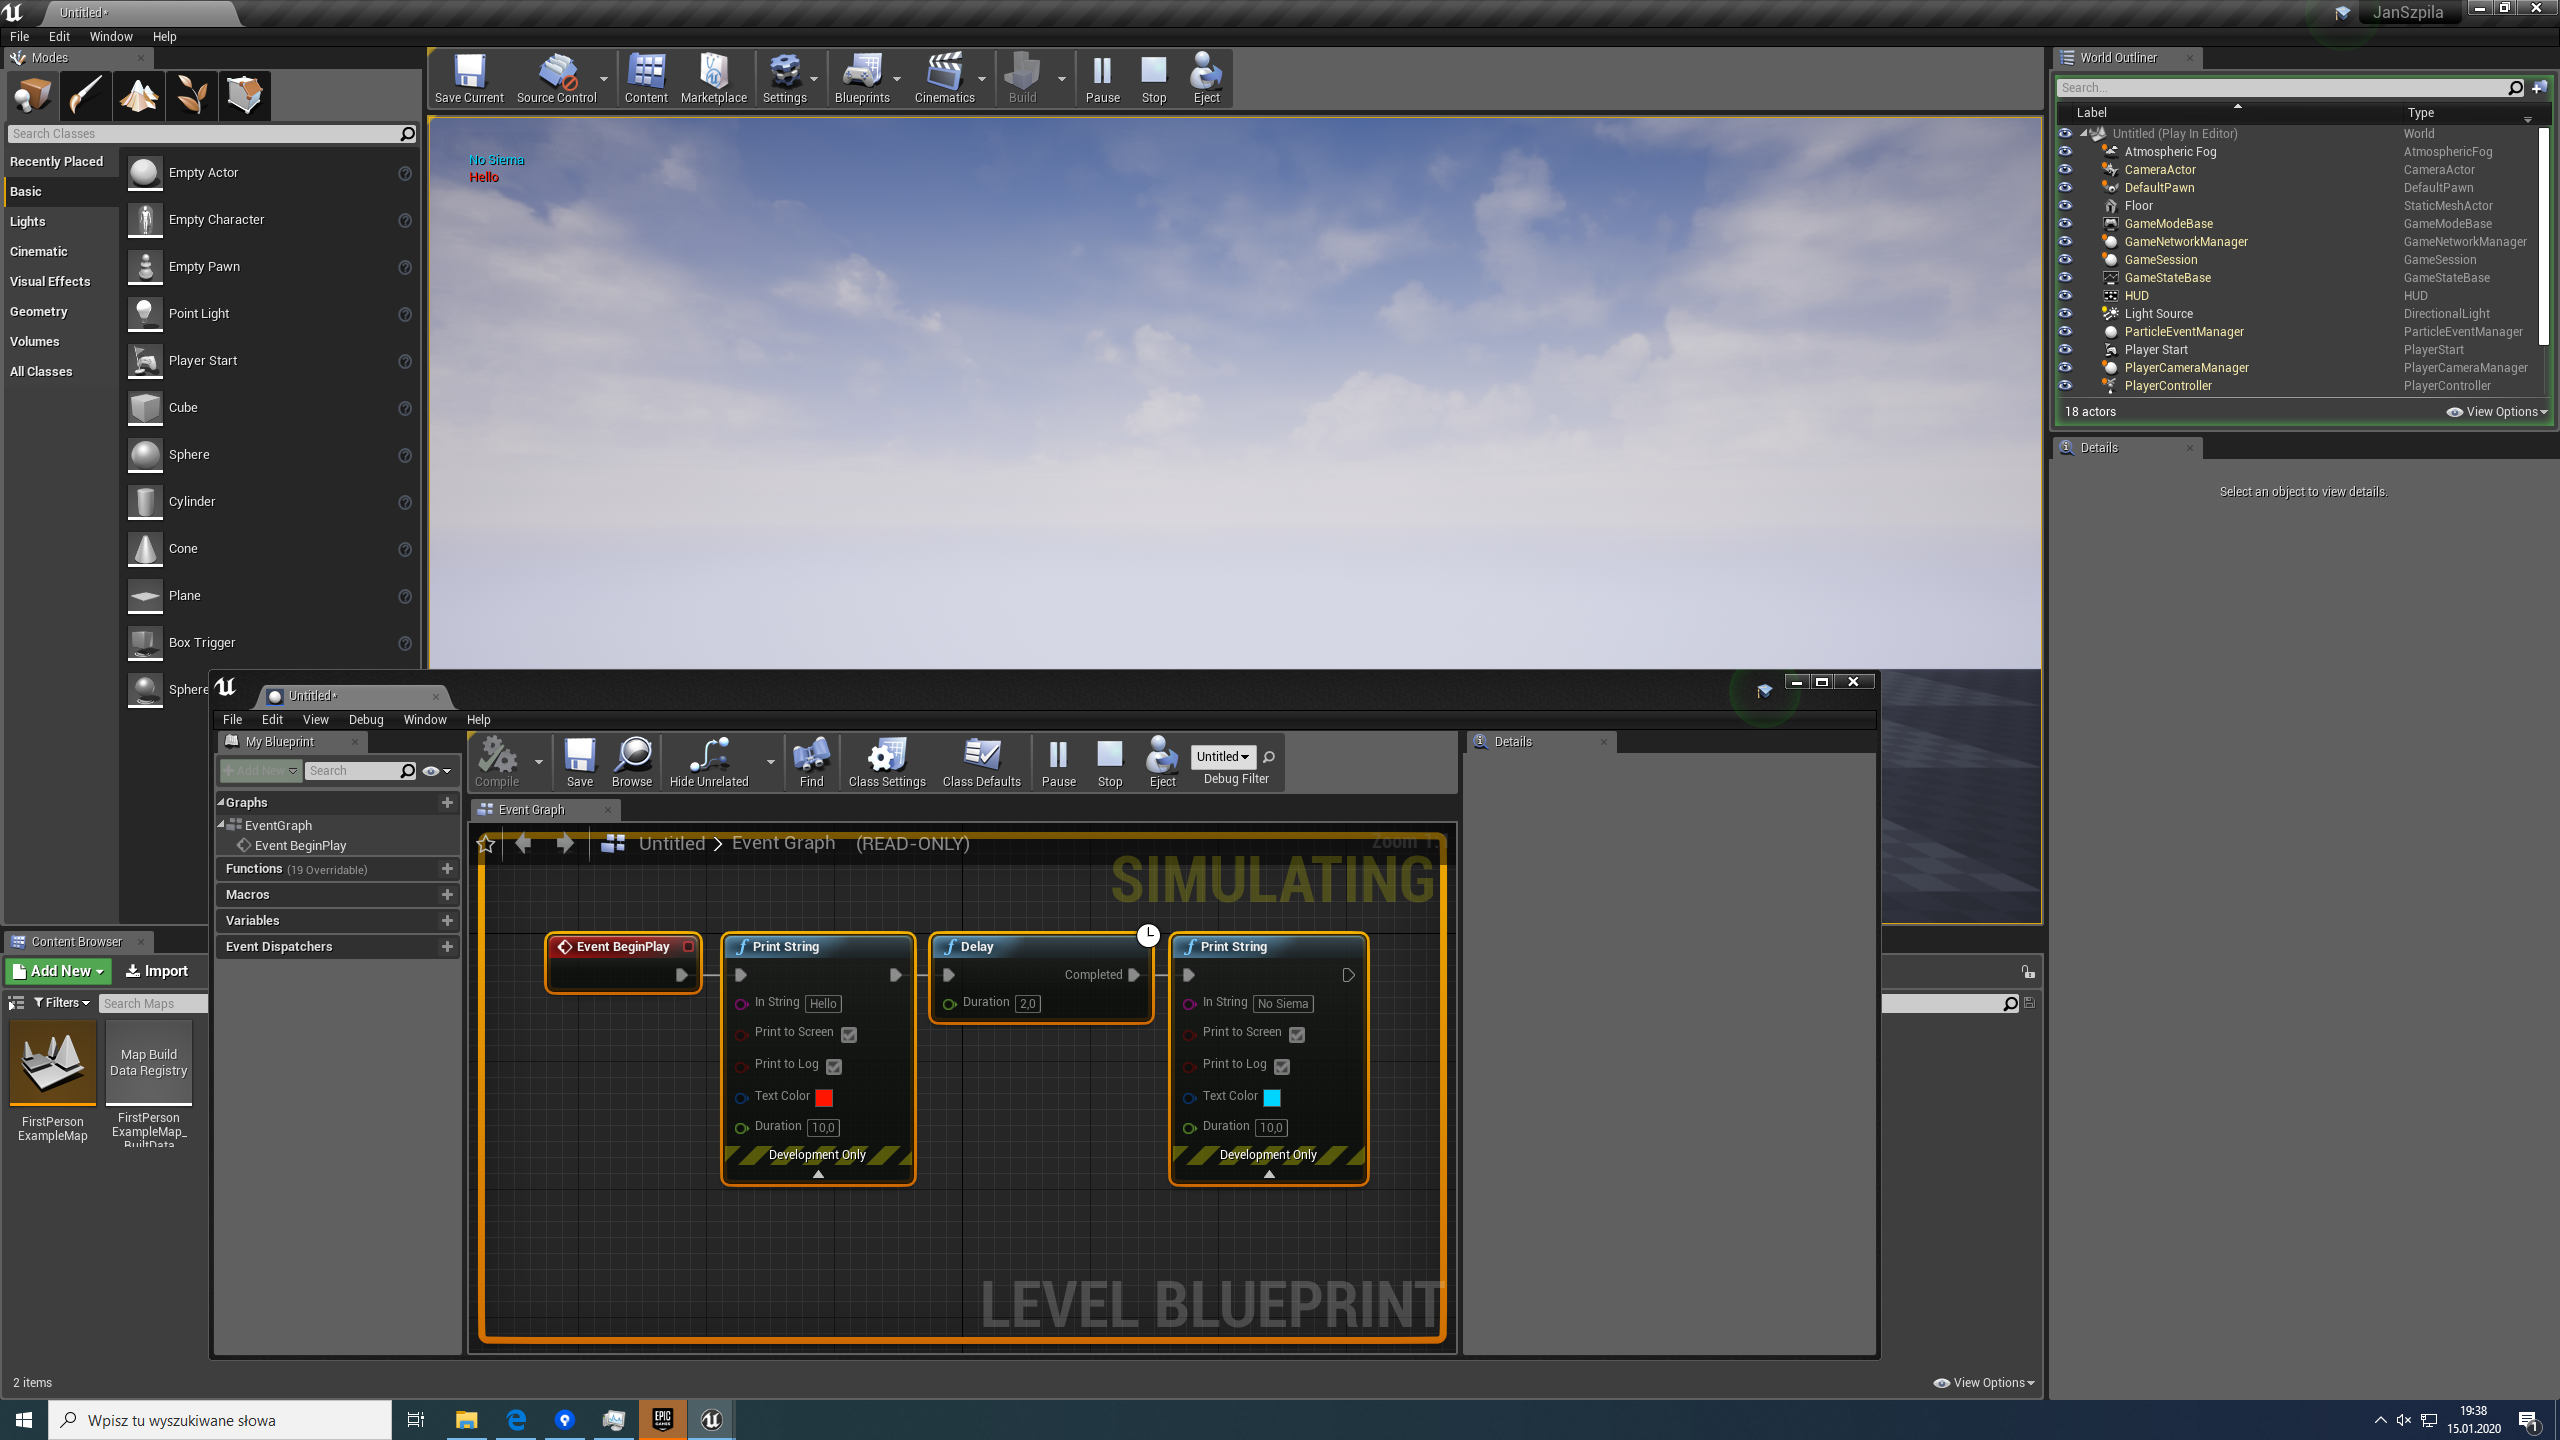 Untitled*
JanSzpila
File Edit Window Help
Modes
Search Classes
Recently Placed
Basic
Lights
Cinematic
Visual Effects
Geometry
Volumes
All Classes
Empty Actor
Empty Character
Empty Pawn
Point Light
Player Start
Cube
Sphere
Cylinder
Cone
Plane
Box Trigger
Sphere
Save Current Source Control Content Marketplace Settings Blueprints Cinematics Build Pause Stop Eject
No Siema
Hello
World Outliner
Search...
Label Type
Untitled (Play In Editor) World
Atmospheric Fog AtmosphericFog
CameraActor CameraActor
DefaultPawn DefaultPawn
Floor StaticMeshActor
GameModeBase GameModeBase
GameNetworkManager GameNetworkManager
GameSession GameSession
GameStateBase GameStateBase
HUD HUD
Light Source DirectionalLight
ParticleEventManager ParticleEventManager
Player Start PlayerStart
PlayerCameraManager PlayerCameraManager
PlayerController PlayerController
18 actors View Options
Details
Select an object to view details.
Untitled*
File Edit View Debug Window Help
My Blueprint
Add New Search
Graphs
EventGraph
Event BeginPlay
Functions (19 Overridable)
Macros
Variables
Event Dispatchers
Compile Save Browse Hide Unrelated Find Class Settings Class Defaults Pause Stop Eject
Untitled
Debug Filter
Event Graph
Untitled > Event Graph (READ-ONLY)
Zoom 1:1
SIMULATING
Event BeginPlay
Print String
In String Hello
Print to Screen
Print to Log
Text Color
Duration 10,0
Development Only
Delay
Completed
Duration 2,0
Print String
In String No Siema
Print to Screen
Print to Log
Text Color
Duration 10,0
Development Only
LEVEL BLUEPRINT
Details
Content Browser
Add New Import
Filters Search Maps
FirstPerson
ExampleMap
Map Build
Data Registry
FirstPerson
ExampleMap_
BuiltData
2 items
View Options
Wpisz tu wyszukiwane słowa
EPIC
GAMES
19:38
15.01.2020
1